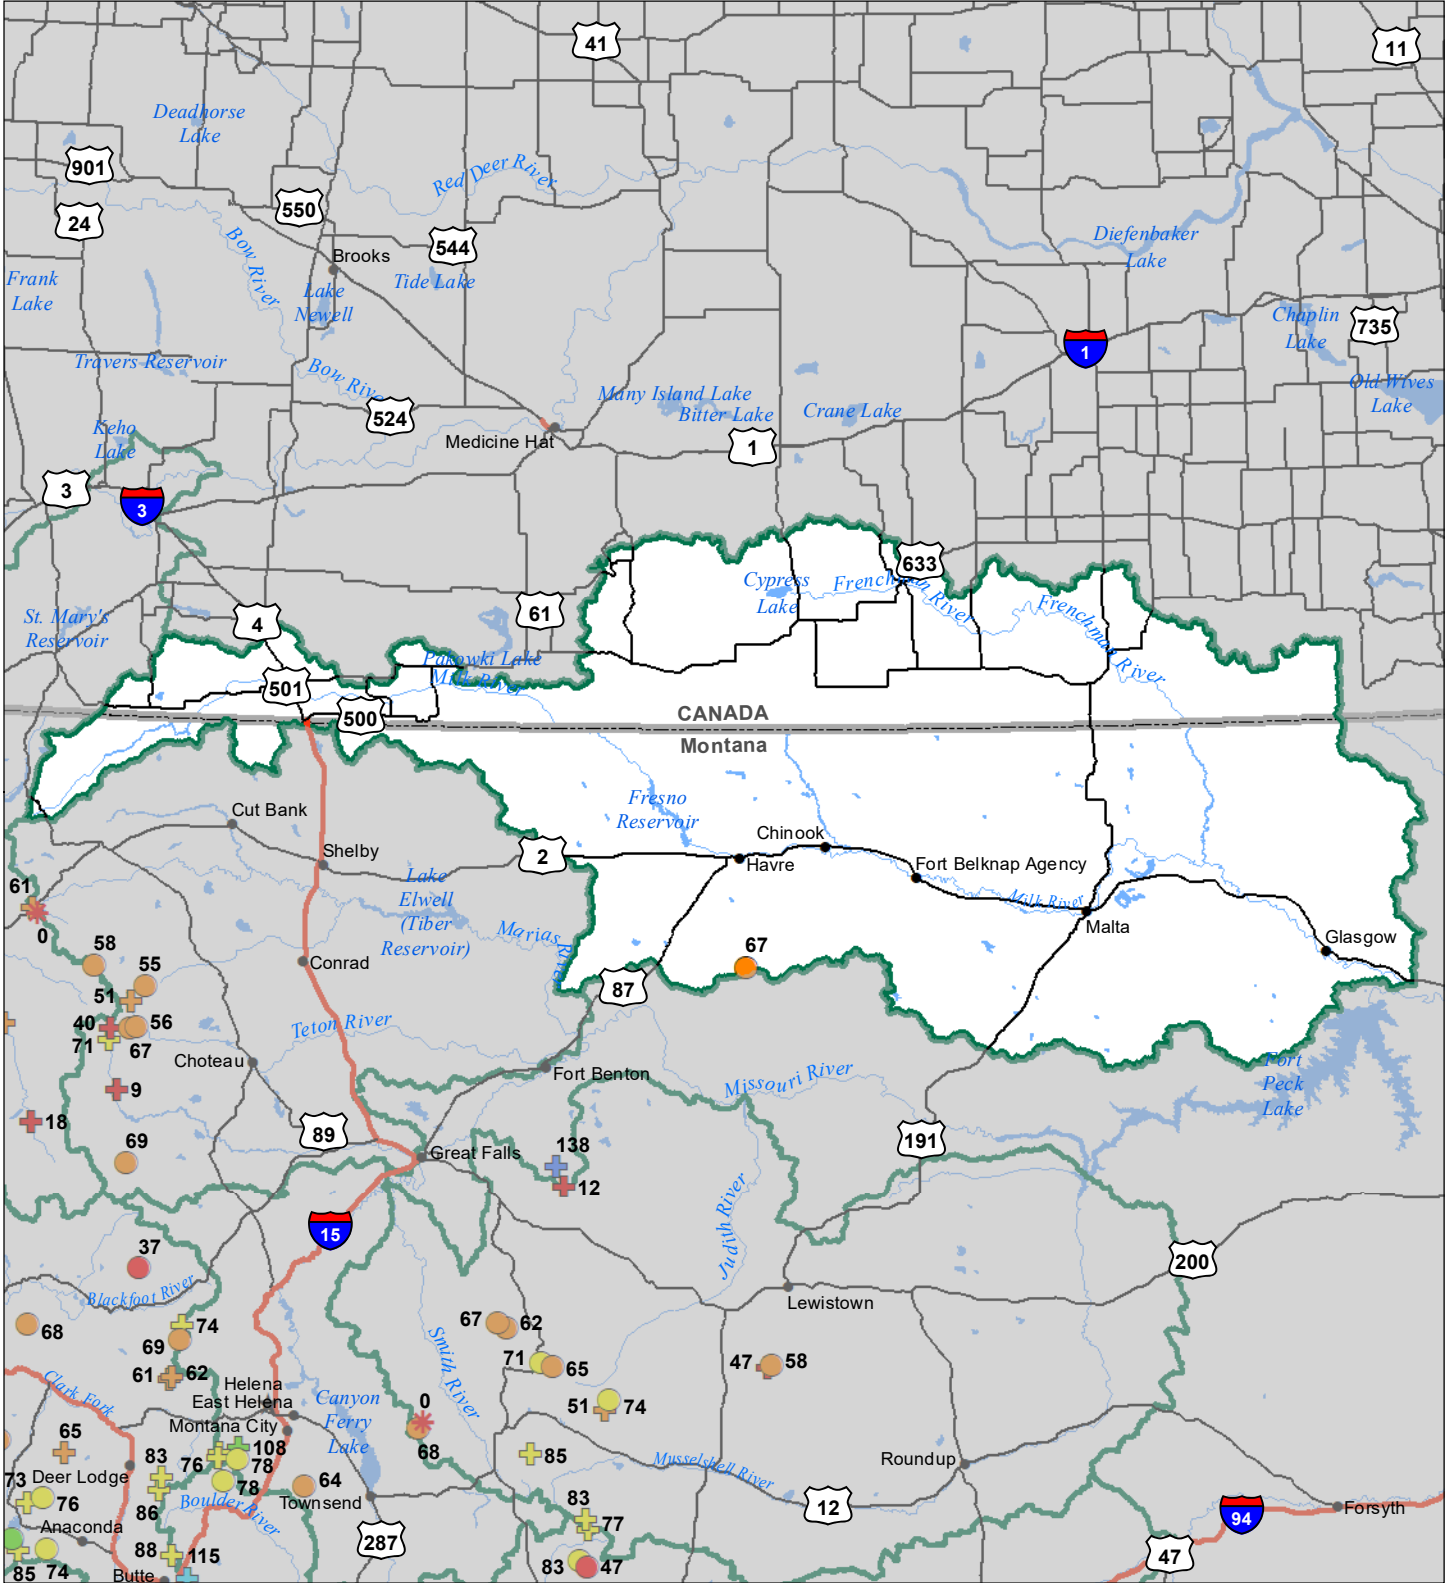 41
11
Deadhorse
Lake
901
Red Deer River
550
24
544
Bow River
Diefenbaker
Lake
Brooks
Frank
Lake
Tide Lake
Lake
Newell
Chaplin
Lake
735
1
Travers Reservoir
Bow River
Many Island Lake
Bitter Lake
Crane Lake
Old Wives
Lake
524
Keho
Lake
Medicine Hat
1
3
3
633
Cypress
Lake
Frenchman River
Frenchman River
61
St. Mary's
Reservoir
4
Pakowki Lake
Milk River
501
500
CANADA
Montana
Fresno
Reservoir
Cut Bank
Chinook
Shelby
2
Havre
Fort Belknap Agency
61
Lake
Elwell
(Tiber
Reservoir)
Milk River
Marias River
Malta
0
58
Conrad
67
Glasgow
55
51
87
40
56
71
67
Teton River
Choteau
Fort Benton
Missouri River
Fort
Peck
Lake
9
18
89
191
69
Great Falls
138
12
Judith River
15
37
200
Blackfoot River
Lewistown
68
74
69
67
62
Smith River
71
65
47
58
61
62
Clark Fork
Helena
East Helena
Canyon
Ferry
Lake
0
51
74
Montana City
65
68
108
83
76
78
85
Roundup
Musselshell River
73
Deer Lodge
76
78
64
Townsend
86
Boulder River
83
77
12
94
Forsyth
Anaconda
287
88
115
47
85
74
Butte
83
47